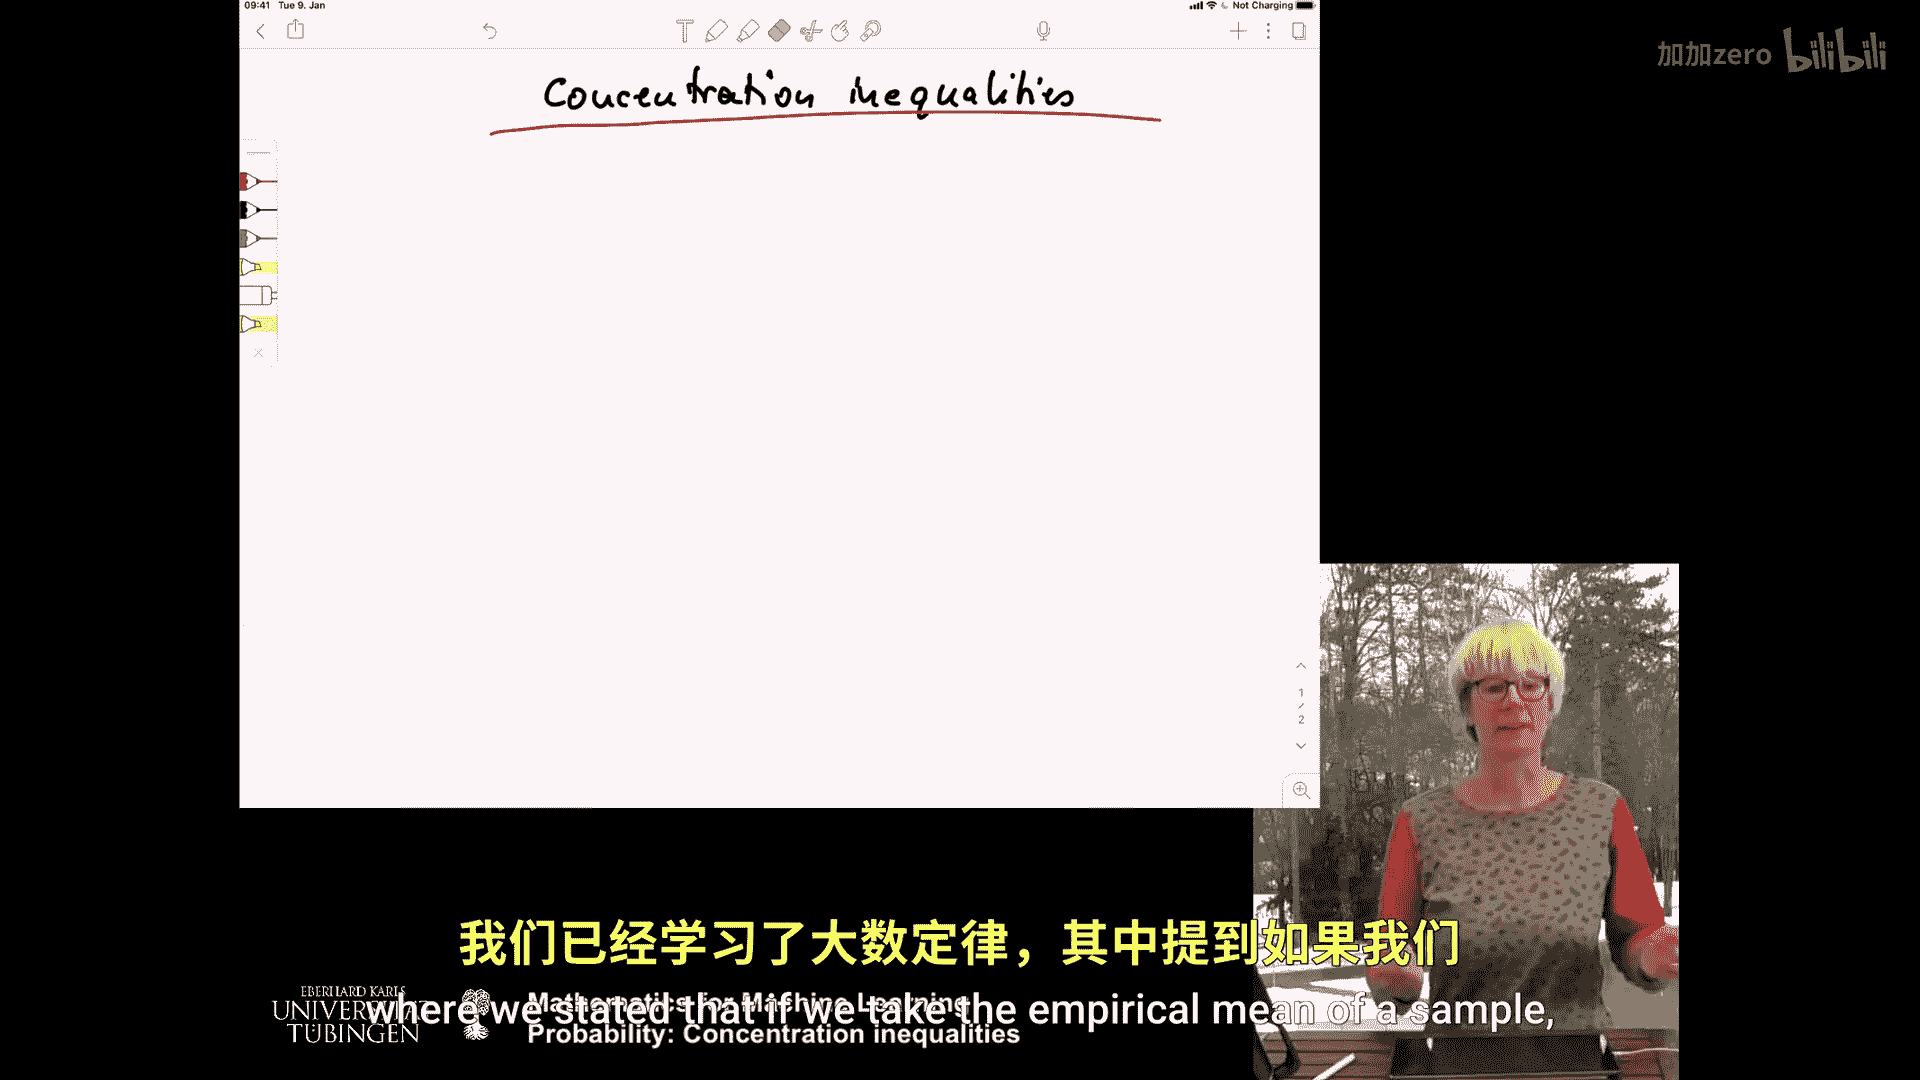 09:41 Tue 9. Jan
Not Charging
加加zero bilibili
Concentration inequalities
1
2
我们已经学习了大数定律，其中提到如果我们
where we stated that if we take the empirical mean of a sample,
EBERHARD KARLS
UNIVERSITÄT
TÜBINGEN
Mathematics for Machine Learning
Probability: Concentration inequalities